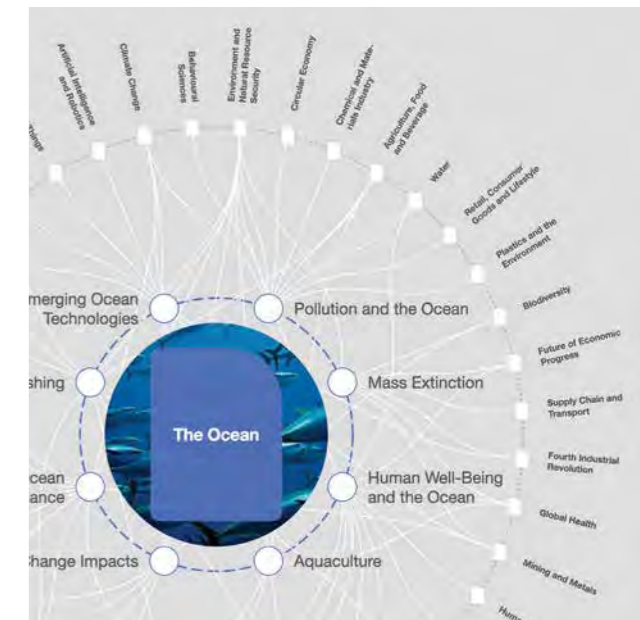 Things
Artificial Intelligence
and Robotics
Climate Change
Behavioural
Sciences
Environment and
Natural Resource
Security
Circular Economy
Chemical and Mate-
rials Industry
Agriculture, Food
and Beverage
Water
Retail, Consumer
Goods and Lifestyle
Plastics and the
Environment
Biodiversity
Future of Economic
Progress
Supply Chain and
Transport
Fourth Industrial
Revolution
Global Health
Mining and Metals
Huma
merging Ocean
Technologies
Pollution and the Ocean
shing
Mass Extinction
The Ocean
cean
nance
Human Well-Being
and the Ocean
Change Impacts
Aquaculture